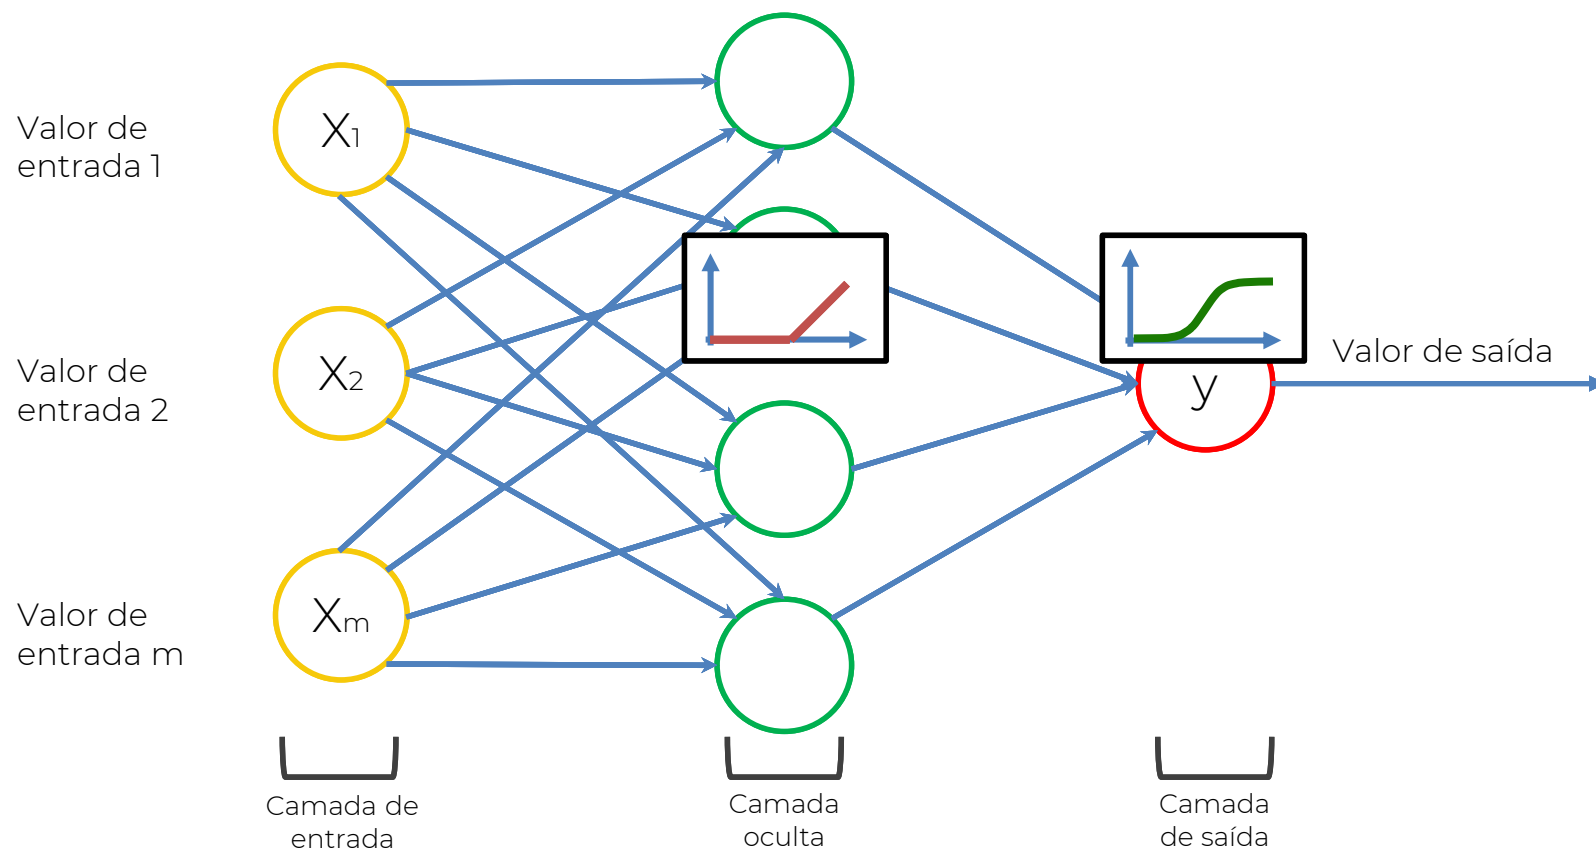 Valor de
entrada 1
X1
Valor de
entrada 2
X2
Valor de
entrada m
Xm
y
Valor de saída
Camada de
entrada
Camada
oculta
Camada
de saída